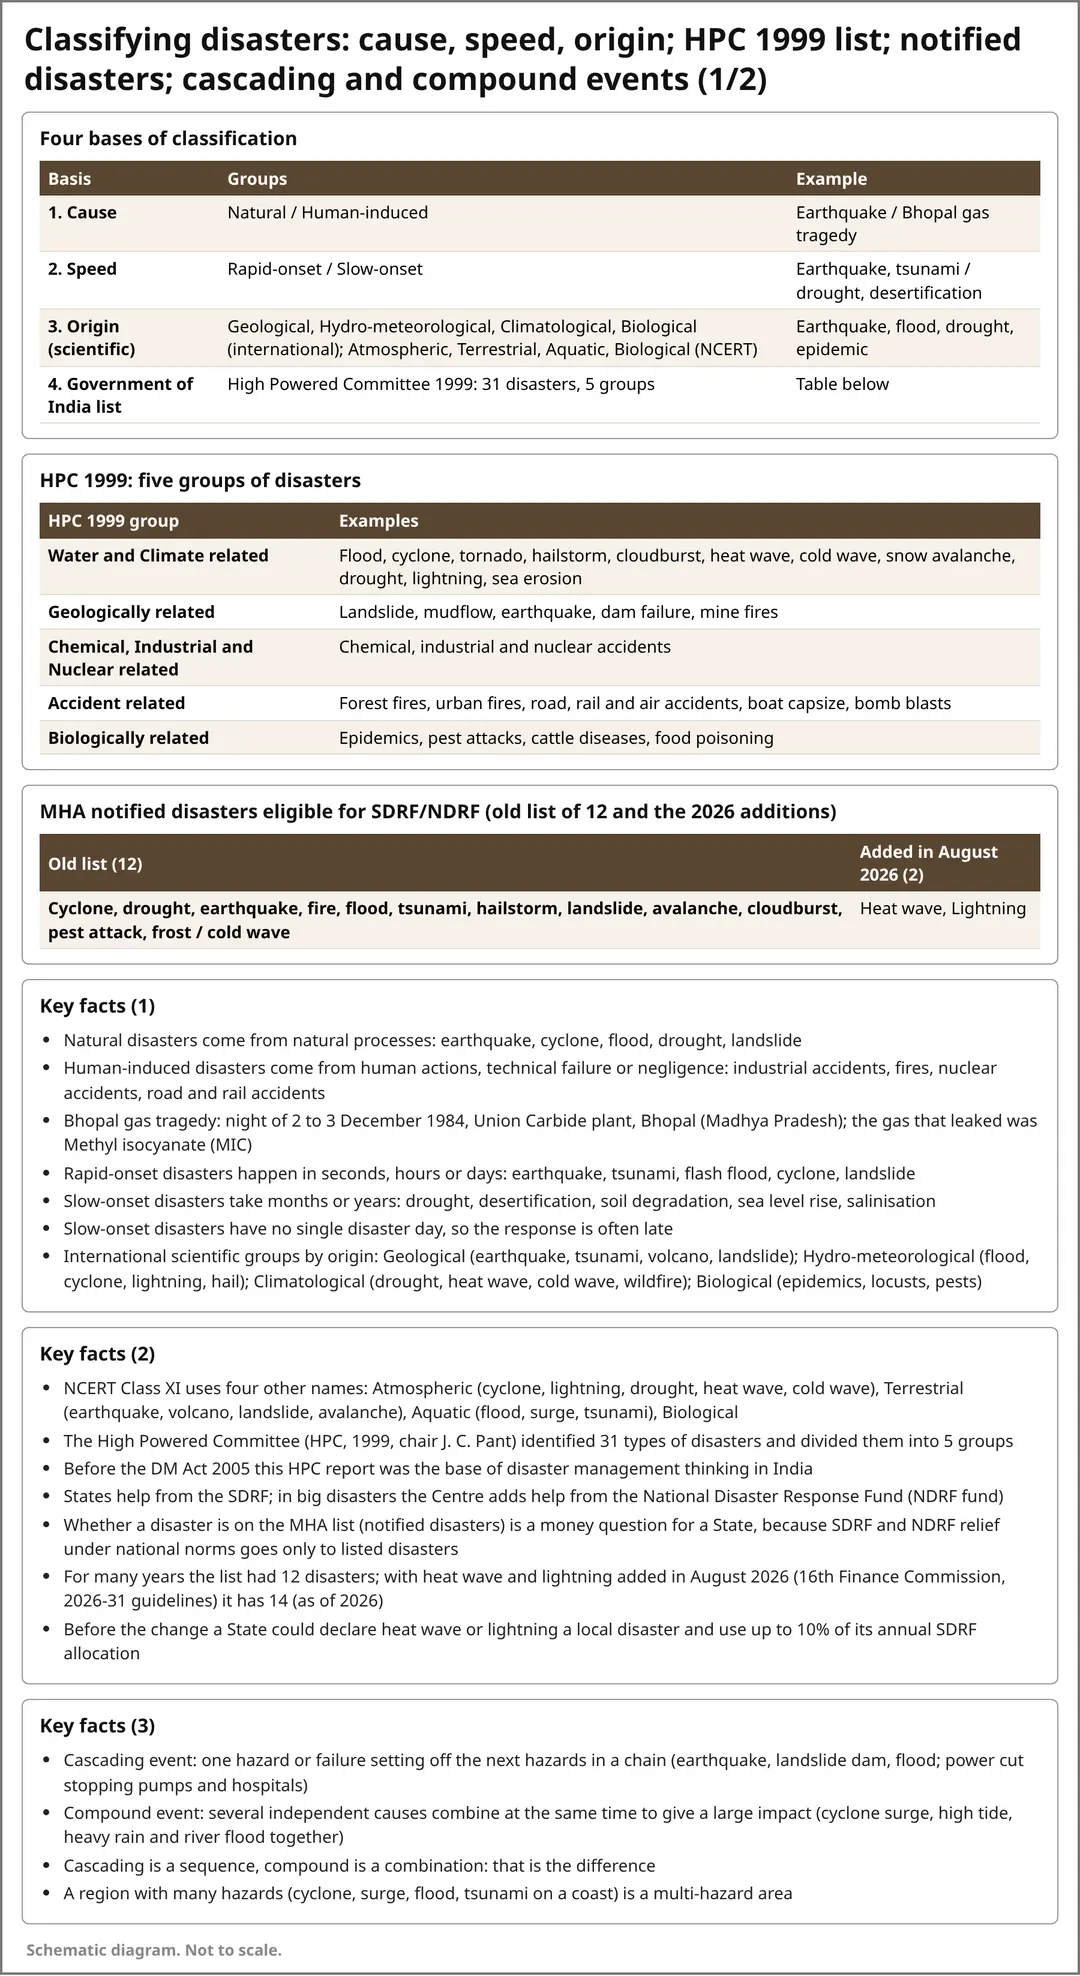 Classifying disasters: cause, speed, origin; HPC 1999 list; notified
disasters; cascading and compound events (1/2)
Four bases of classification
Basis Groups Example
1. Cause Natural / Human-induced Earthquake / Bhopal gas
tragedy
2. Speed Rapid-onset / Slow-onset Earthquake, tsunami /
drought, desertification
3. Origin Geological, Hydro-meteorological, Climatological, Biological Earthquake, flood, drought,
(scientific) (international); Atmospheric, Terrestrial, Aquatic, Biological (NCERT) epidemic
4. Government of High Powered Committee 1999: 31 disasters, 5 groups Table below
India list
HPC 1999: five groups of disasters
HPC 1999 group Examples
Water and Climate related Flood, cyclone, tornado, hailstorm, cloudburst, heat wave, cold wave, snow avalanche,
drought, lightning, sea erosion
Geologically related Landslide, mudflow, earthquake, dam failure, mine fires
Chemical, Industrial and Chemical, industrial and nuclear accidents
Nuclear related
Accident related Forest fires, urban fires, road, rail and air accidents, boat capsize, bomb blasts
Biologically related Epidemics, pest attacks, cattle diseases, food poisoning
MHA notified disasters eligible for SDRF/NDRF (old list of 12 and the 2026 additions)
Old list (12) Added in August
2026 (2)
Cyclone, drought, earthquake, fire, flood, tsunami, hailstorm, landslide, avalanche, cloudburst, Heat wave, Lightning
pest attack, frost / cold wave
Key facts (1)
• Natural disasters come from natural processes: earthquake, cyclone, flood, drought, landslide
• Human-induced disasters come from human actions, technical failure or negligence: industrial accidents, fires, nuclear
accidents, road and rail accidents
• Bhopal gas tragedy: night of 2 to 3 December 1984, Union Carbide plant, Bhopal (Madhya Pradesh); the gas that leaked was
Methyl isocyanate (MIC)
• Rapid-onset disasters happen in seconds, hours or days: earthquake, tsunami, flash flood, cyclone, landslide
• Slow-onset disasters take months or years: drought, desertification, soil degradation, sea level rise, salinisation
• Slow-onset disasters have no single disaster day, so the response is often late
• International scientific groups by origin: Geological (earthquake, tsunami, volcano, landslide); Hydro-meteorological (flood,
cyclone, lightning, hail); Climatological (drought, heat wave, cold wave, wildfire); Biological (epidemics, locusts, pests)
Key facts (2)
• NCERT Class XI uses four other names: Atmospheric (cyclone, lightning, drought, heat wave, cold wave), Terrestrial
(earthquake, volcano, landslide, avalanche), Aquatic (flood, surge, tsunami), Biological
• The High Powered Committee (HPC, 1999, chair J. C. Pant) identified 31 types of disasters and divided them into 5 groups
• Before the DM Act 2005 this HPC report was the base of disaster management thinking in India
• States help from the SDRF; in big disasters the Centre adds help from the National Disaster Response Fund (NDRF fund)
• Whether a disaster is on the MHA list (notified disasters) is a money question for a State, because SDRF and NDRF relief
under national norms goes only to listed disasters
• For many years the list had 12 disasters; with heat wave and lightning added in August 2026 (16th Finance Commission,
2026-31 guidelines) it has 14 (as of 2026)
• Before the change a State could declare heat wave or lightning a local disaster and use up to 10% of its annual SDRF
allocation
Key facts (3)
• Cascading event: one hazard or failure setting off the next hazards in a chain (earthquake, landslide dam, flood; power cut
stopping pumps and hospitals)
• Compound event: several independent causes combine at the same time to give a large impact (cyclone surge, high tide,
heavy rain and river flood together)
• Cascading is a sequence, compound is a combination: that is the difference
• A region with many hazards (cyclone, surge, flood, tsunami on a coast) is a multi-hazard area
Schematic diagram. Not to scale.